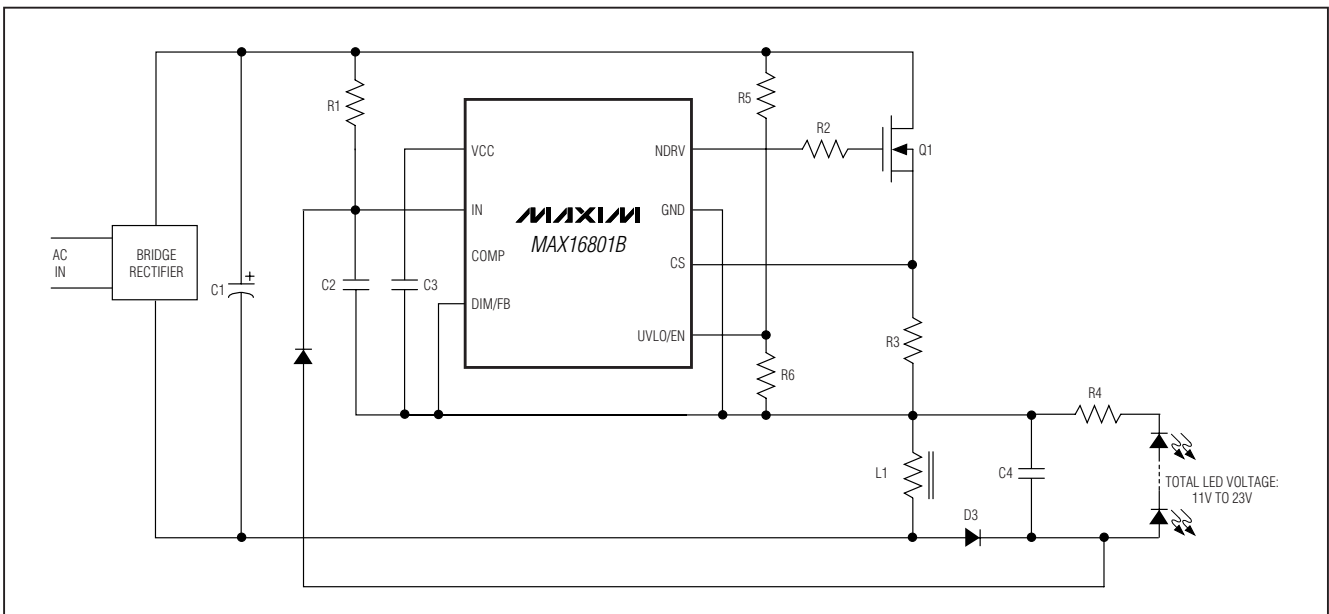 R1
R5
R2
VCC
NDRV
Q1
IN
MAXIM
GND
MAX16801B
AC
IN
BRIDGE
RECTIFIER
COMP
CS
C1
+
C2
C3
DIM/FB
UVLO/EN
R3
R6
R4
L1
C4
TOTAL LED VOLTAGE:
11V TO 23V
D3